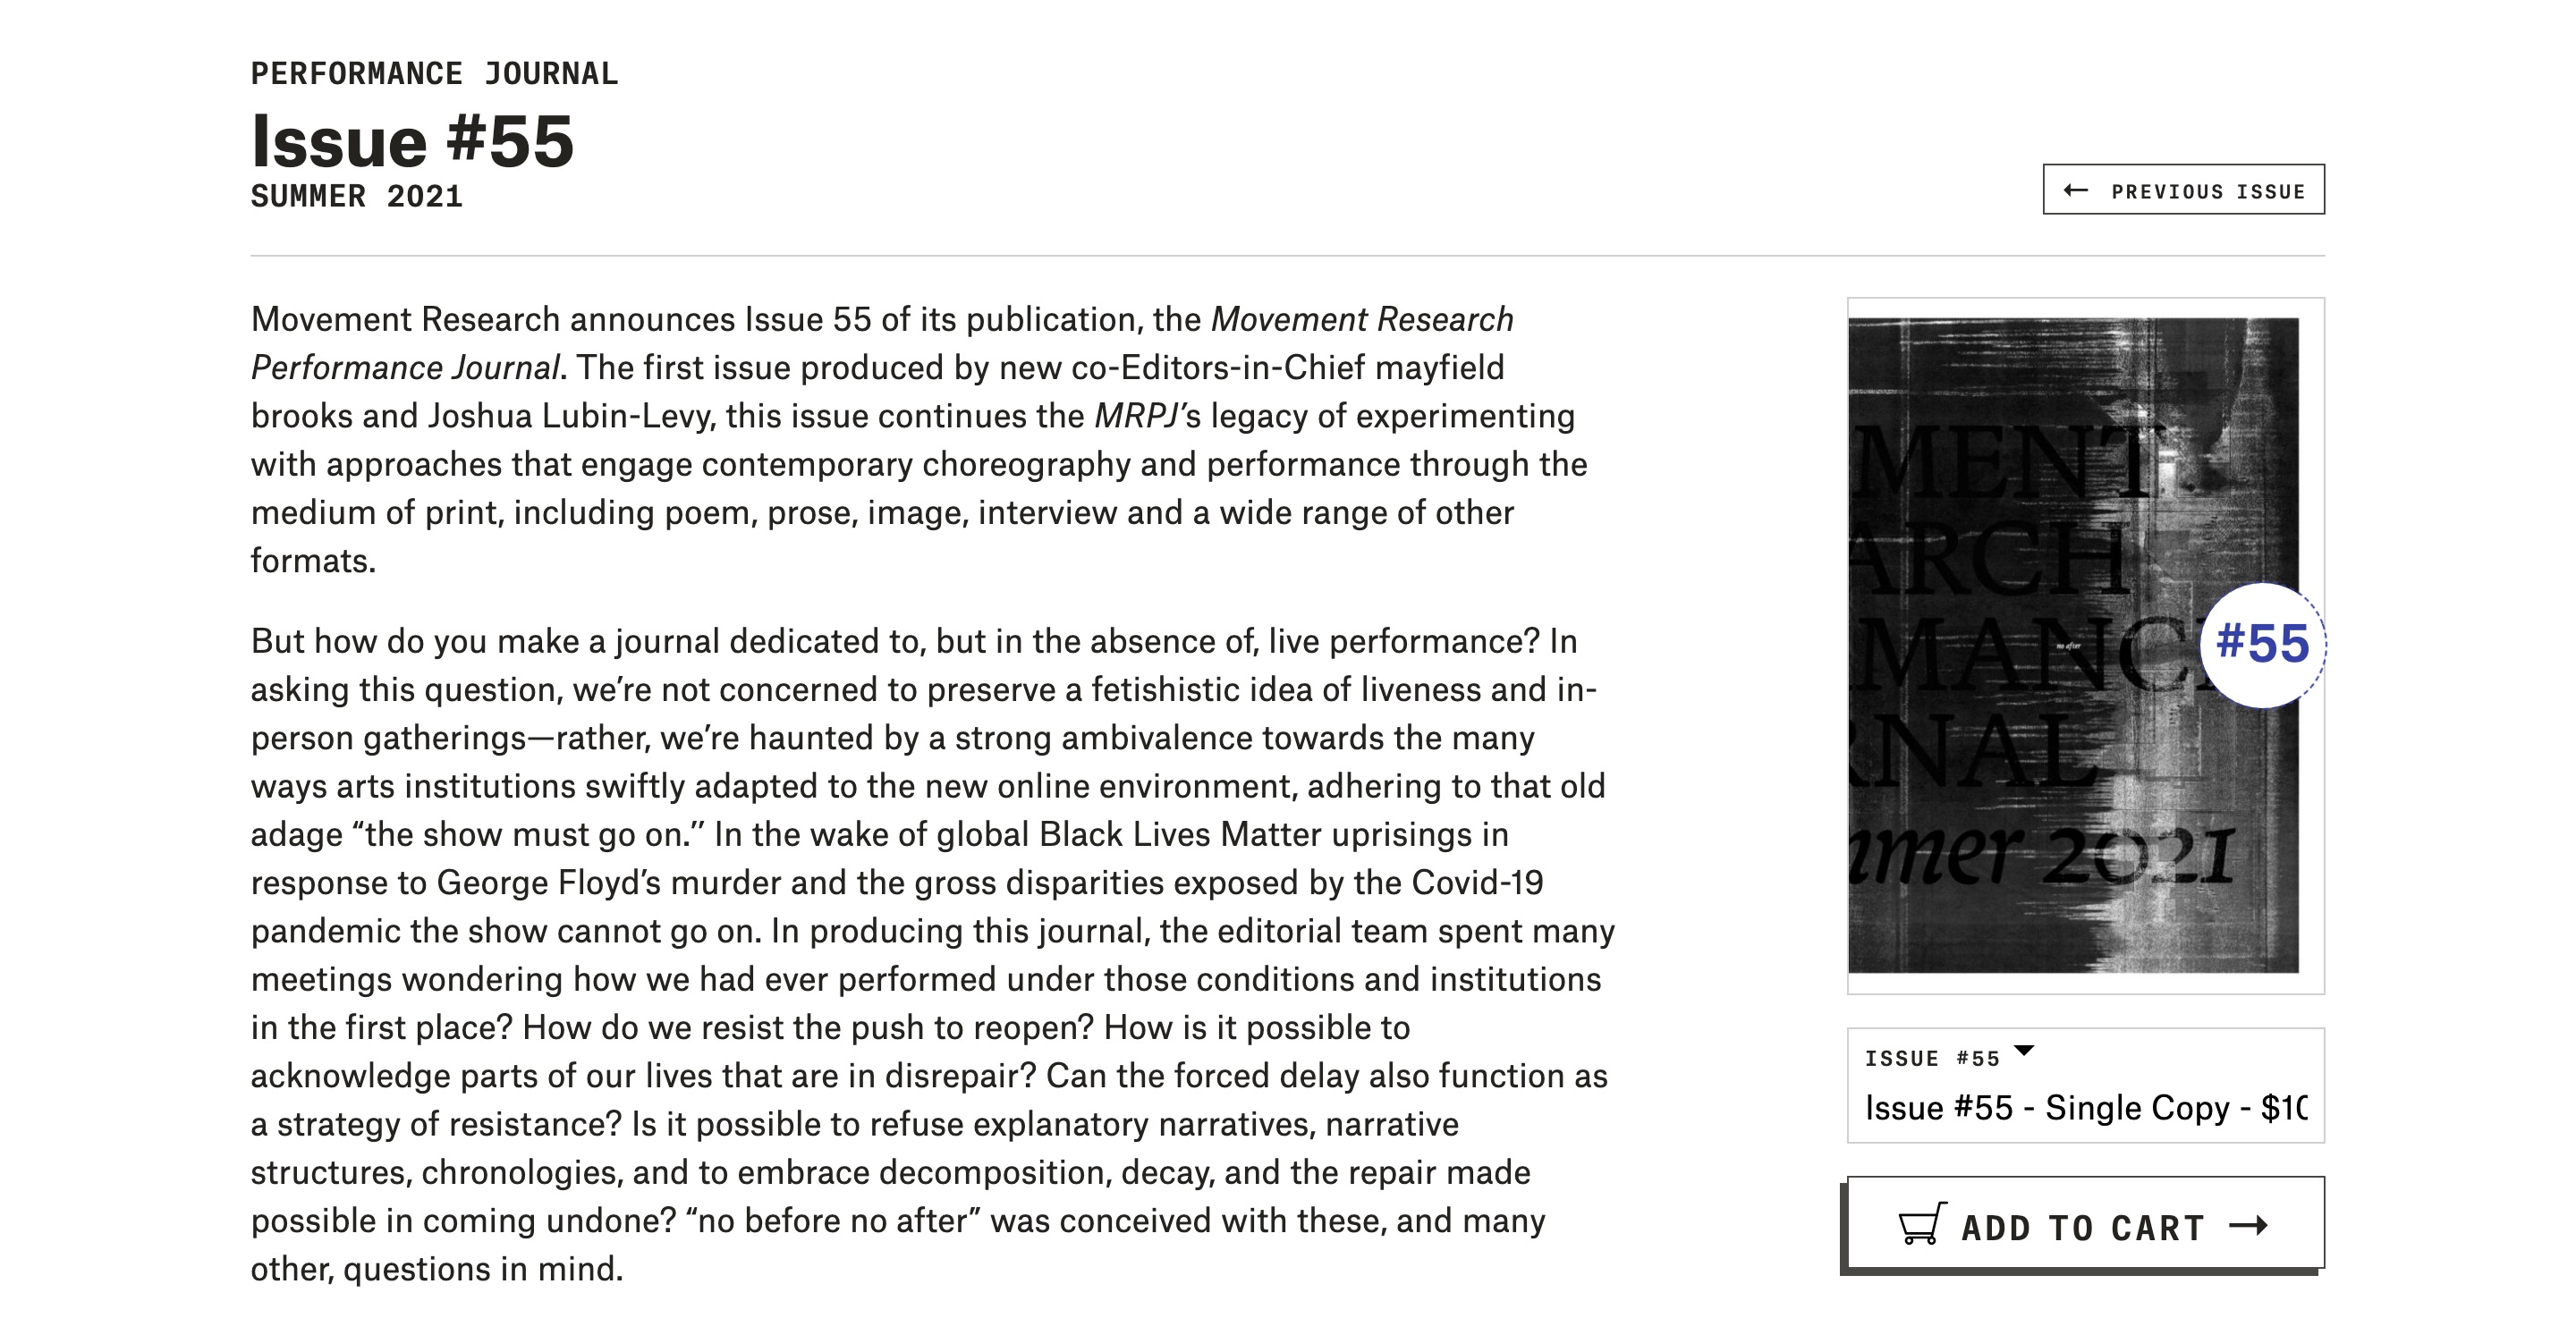 PERFORMANCE JOURNAL
Issue #55
SUMMER 2021
← PREVIOUS ISSUE
Movement Research announces Issue 55 of its publication, the Movement Research
Performance Journal. The first issue produced by new co-Editors-in-Chief mayfield
brooks and Joshua Lubin-Levy, this issue continues the MRPJ’s legacy of experimenting
with approaches that engage contemporary choreography and performance through the
medium of print, including poem, prose, image, interview and a wide range of other
formats.
But how do you make a journal dedicated to, but in the absence of, live performance? In
asking this question, we’re not concerned to preserve a fetishistic idea of liveness and in-
person gatherings—rather, we’re haunted by a strong ambivalence towards the many
ways arts institutions swiftly adapted to the new online environment, adhering to that old
adage “the show must go on.” In the wake of global Black Lives Matter uprisings in
response to George Floyd’s murder and the gross disparities exposed by the Covid-19
pandemic the show cannot go on. In producing this journal, the editorial team spent many
meetings wondering how we had ever performed under those conditions and institutions
in the first place? How do we resist the push to reopen? How is it possible to
acknowledge parts of our lives that are in disrepair? Can the forced delay also function as
a strategy of resistance? Is it possible to refuse explanatory narratives, narrative
structures, chronologies, and to embrace decomposition, decay, and the repair made
possible in coming undone? “no before no after” was conceived with these, and many
other, questions in mind.
MENT
ARCH
MANC
no after
RNAL
mmer 2021
#55
ISSUE #55
Issue #55 - Single Copy - $10
ADD TO CART →